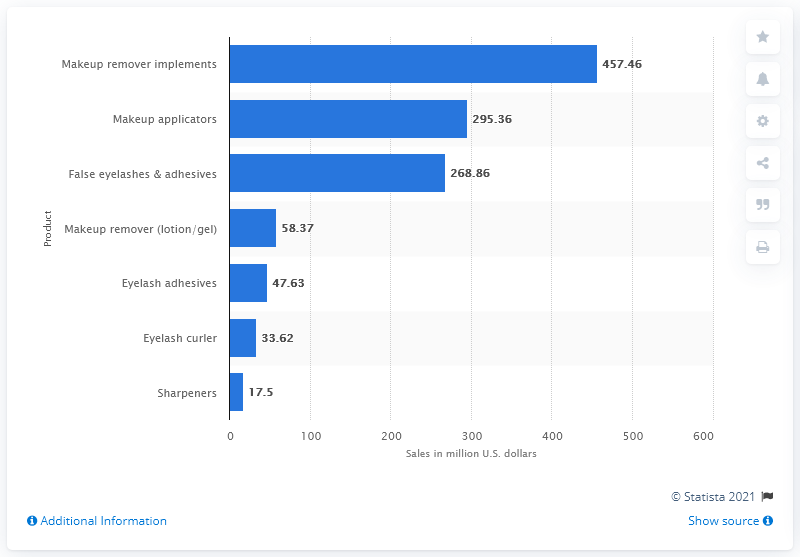 Makeup remover implements 457.46
Makeup applicators 295.36
False eyelashes & adhesives 268.86
Makeup remover (lotion/gel) 58.37
Eyelash adhesives 47.63
Eyelash curler 33.62
Sharpeners 17.5
Product
0 100 200 300 400 500 600
Sales in million U.S. dollars
© Statista 2021
Additional Information
Show source